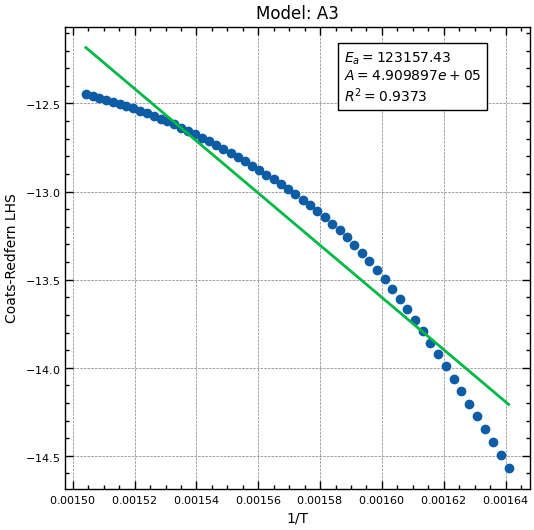 Model: A3
E_a = 123157.43
A = 4.909897e + 05
R^2 = 0.9373
−12.5
−13.0
−13.5
−14.0
−14.5
Coats-Redfern LHS
0.00150 0.00152 0.00154 0.00156 0.00158 0.00160 0.00162 0.00164
1/T